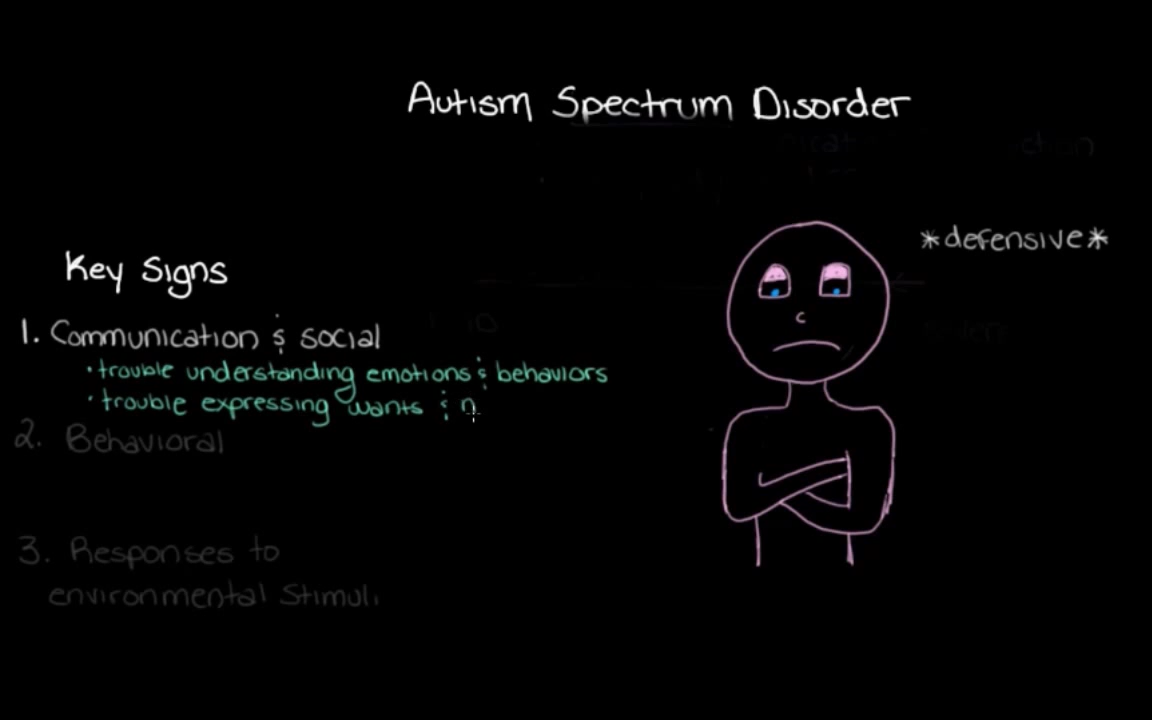 Autism Spectrum Disorder
*defensive*
Key Signs
1. Communication & social
• trouble understanding emotions & behaviors
• trouble expressing wants & n
2. Behavioral
3. Responses to
environmental Stimuli